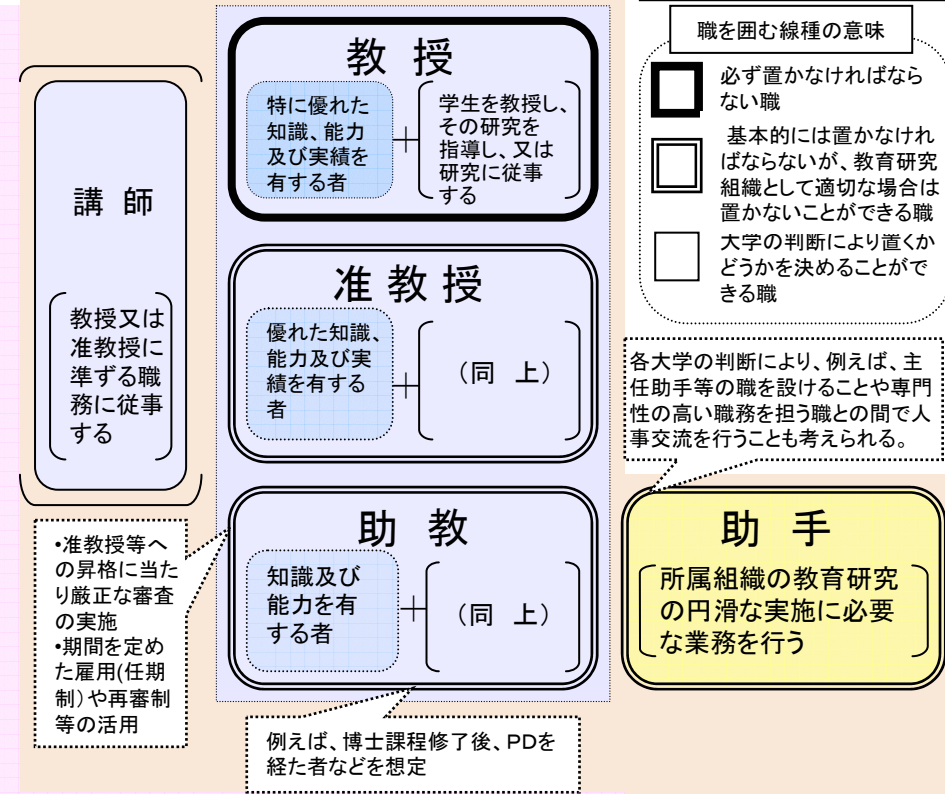 講 師
教授又は
准教授に
準ずる職
務に従事
する
教 授
特に優れた
知識、能力
及び実績を
有する者
＋
学生を教授し、
その研究を
指導し、又は
研究に従事
する
准 教 授
優れた知識、
能力及び実
績を有する
者
＋
（同 上）
助 教
知識及び
能力を有
する者
＋
（同 上）
•准教授等へ
の昇格に当た
り厳正な審査
の実施
•期間を定め
た雇用(任期
制）や再審制
等の活用
例えば、博士課程修了後、PDを
経た者などを想定
職を囲む線種の意味
必ず置かなければなら
ない職
基本的には置かなけれ
ばならないが、教育研究
組織として適切な場合は
置かないことができる職
大学の判断により置くか
どうかを決めることがで
きる職
各大学の判断により、例えば、主
任助手等の職を設けることや専門
性の高い職務を担う職との間で人
事交流を行うことも考えられる。
助 手
所属組織の教育研究
の円滑な実施に必要
な業務を行う